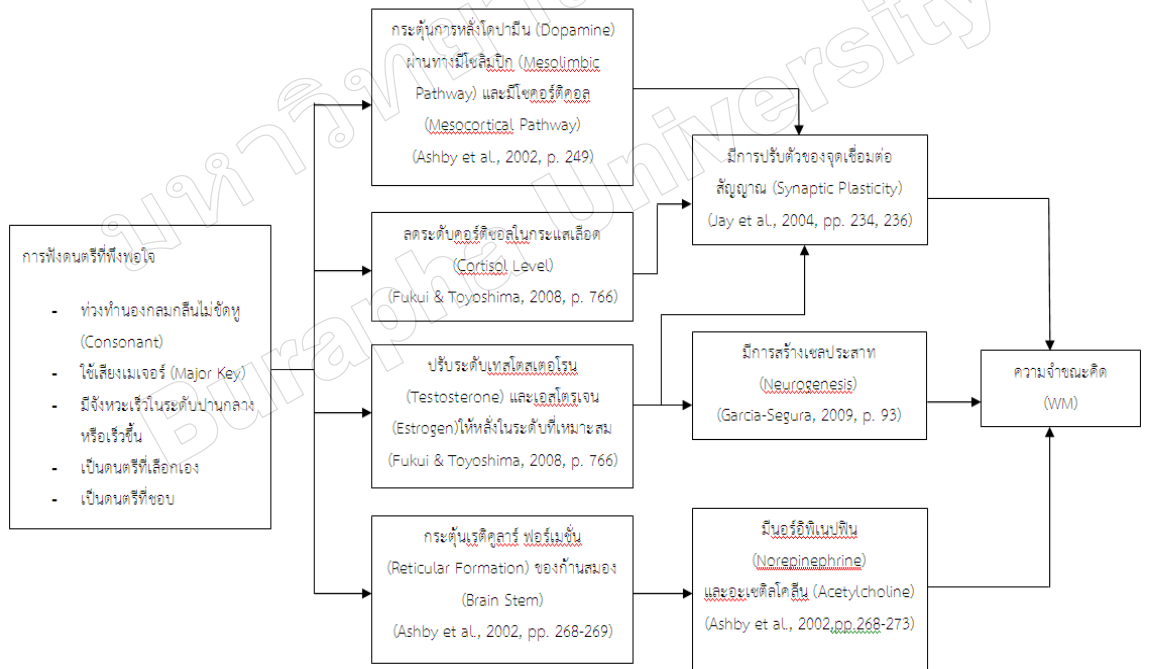 กระตุ้นการหลั่งโดปามีน (Dopamine)
ผ่านทางมีโซลิมปิก (Mesolimbic
Pathway) และมีโซคอร์ติคอล
(Mesocortical Pathway)
(Ashby et al., 2002, p. 249)
มีการปรับตัวของจุดเชื่อมต่อ
สัญญาณ (Synaptic Plasticity)
(Jay et al., 2004, pp. 234, 236)
ลดระดับคอร์ติซอลในกระแสเลือด
(Cortisol Level)
(Fukui & Toyoshima, 2008, p. 766)
การฟังดนตรีที่พึงพอใจ
- ท่วงทำนองกลมกลืนไม่ขัดหู
(Consonant)
- ใช้เสียงเมเจอร์ (Major Key)
- มีจังหวะเร็วในระดับปานกลาง
หรือเร็วขึ้น
- เป็นดนตรีที่เลือกเอง
- เป็นดนตรีที่ชอบ
ปรับระดับเทสโตสเตอโรน
(Testosterone) และเอสโตรเจน
(Estrogen)ให้หลั่งในระดับที่เหมาะสม
(Fukui & Toyoshima, 2008, p. 766)
มีการสร้างเซลประสาท
(Neurogenesis)
(Garcia-Segura, 2009, p. 93)
ความจำขณะคิด
(WM)
กระตุ้นเรติคูลาร์ ฟอร์เมชั่น
(Reticular Formation) ของก้านสมอง
(Brain Stem)
(Ashby et al., 2002, pp. 268-269)
มีนอร์อิพิเนปฟิน
(Norepinephrine)
และอะเซติลโคลีน (Acetylcholine)
(Ashby et al., 2002,pp.268-273)
Burapha University